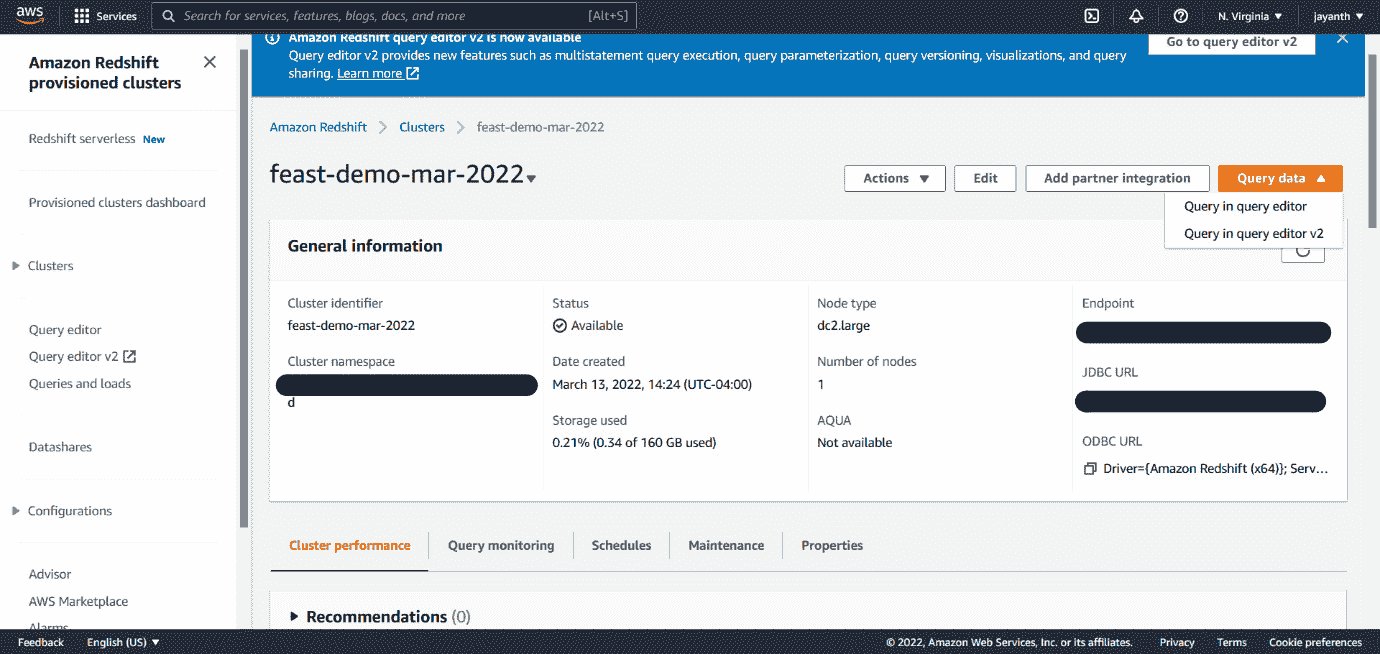 aws
Services
Search for services, features, blogs, docs, and more
[Alt+S]
N. Virginia ▼
jayanth ▼
Amazon Redshift
provisioned clusters
Redshift serverless New
Provisioned clusters dashboard
Clusters
Query editor
Query editor v2
Queries and loads
Datashares
Configurations
Advisor
AWS Marketplace
Alarms
Amazon Redshift query editor v2 is now available
Query editor v2 provides new features such as multistatement query execution, query parameterization, query versioning, visualizations, and query
sharing. Learn more
Go to query editor v2
Amazon Redshift > Clusters > feast-demo-mar-2022
feast-demo-mar-2022
Actions ▼
Edit
Add partner integration
Query data ▲
Query in query editor
Query in query editor v2
General information
Cluster identifier
feast-demo-mar-2022
Cluster namespace
d
Status
Available
Date created
March 13, 2022, 14:24 (UTC-04:00)
Storage used
0.21% (0.34 of 160 GB used)
Node type
dc2.large
Number of nodes
1
AQUA
Not available
Endpoint
JDBC URL
ODBC URL
Driver={Amazon Redshift (x64)}; Serv...
Cluster performance
Query monitoring
Schedules
Maintenance
Properties
Recommendations (0)
Feedback
English (US) ▼
© 2022, Amazon Web Services, Inc. or its affiliates.
Privacy
Terms
Cookie preferences